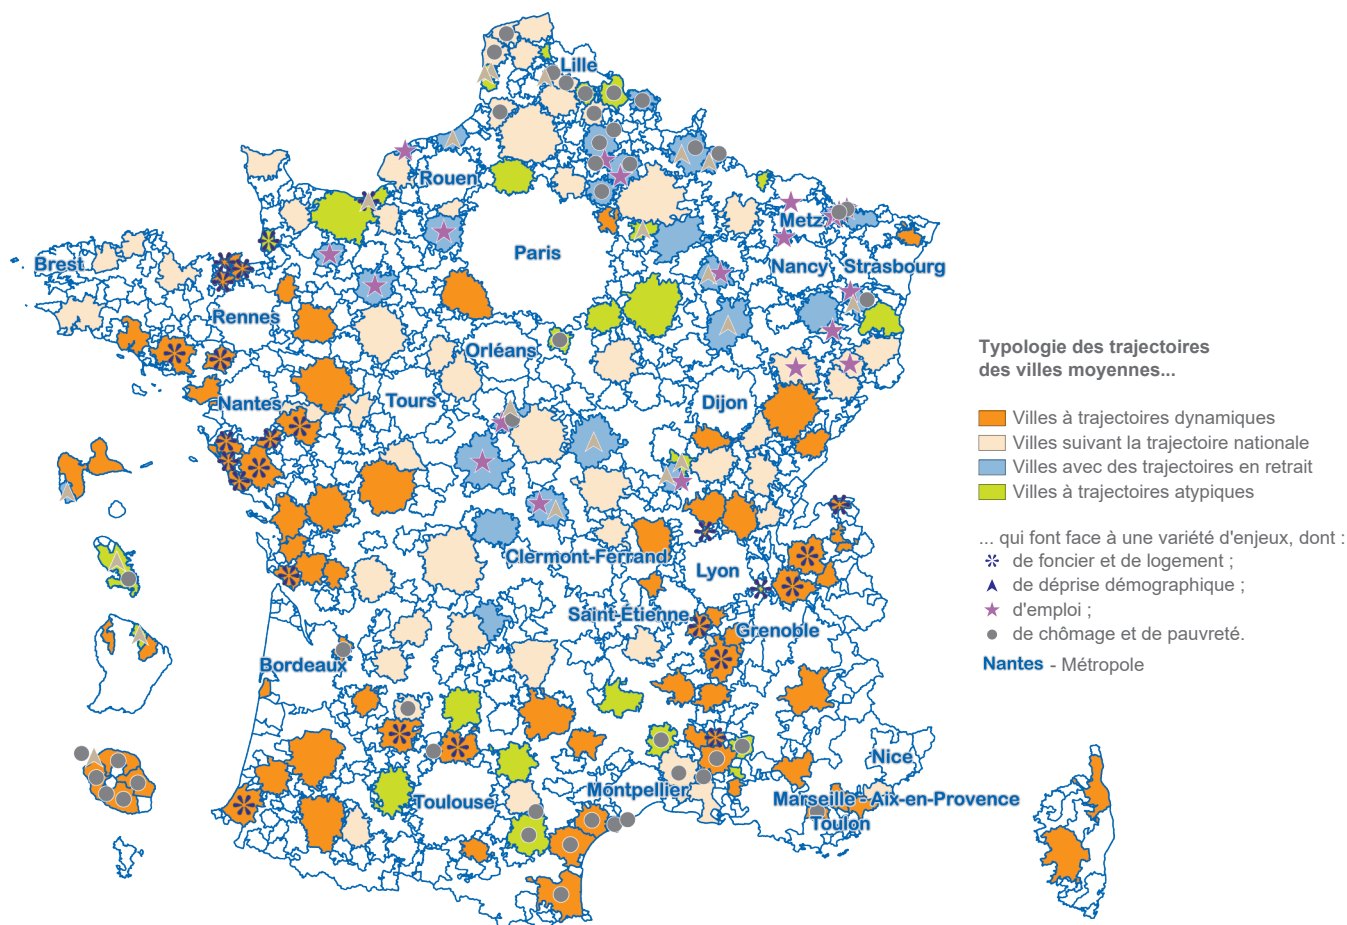 Lille
Rouen
Metz
Paris
Brest
Nancy
Strasbourg
Rennes
Orléans
Nantes
Tours
Dijon
Clermont-Ferrand
Lyon
Saint-Étienne
Grenoble
Bordeaux
Nice
Montpellier
Toulouse
Marseille - Aix-en-Provence
Toulon
Typologie des trajectoires
des villes moyennes...
Villes à trajectoires dynamiques
Villes suivant la trajectoire nationale
Villes avec des trajectoires en retrait
Villes à trajectoires atypiques
... qui font face à une variété d'enjeux, dont :
de foncier et de logement ;
de déprise démographique ;
d'emploi ;
de chômage et de pauvreté.
Nantes - Métropole